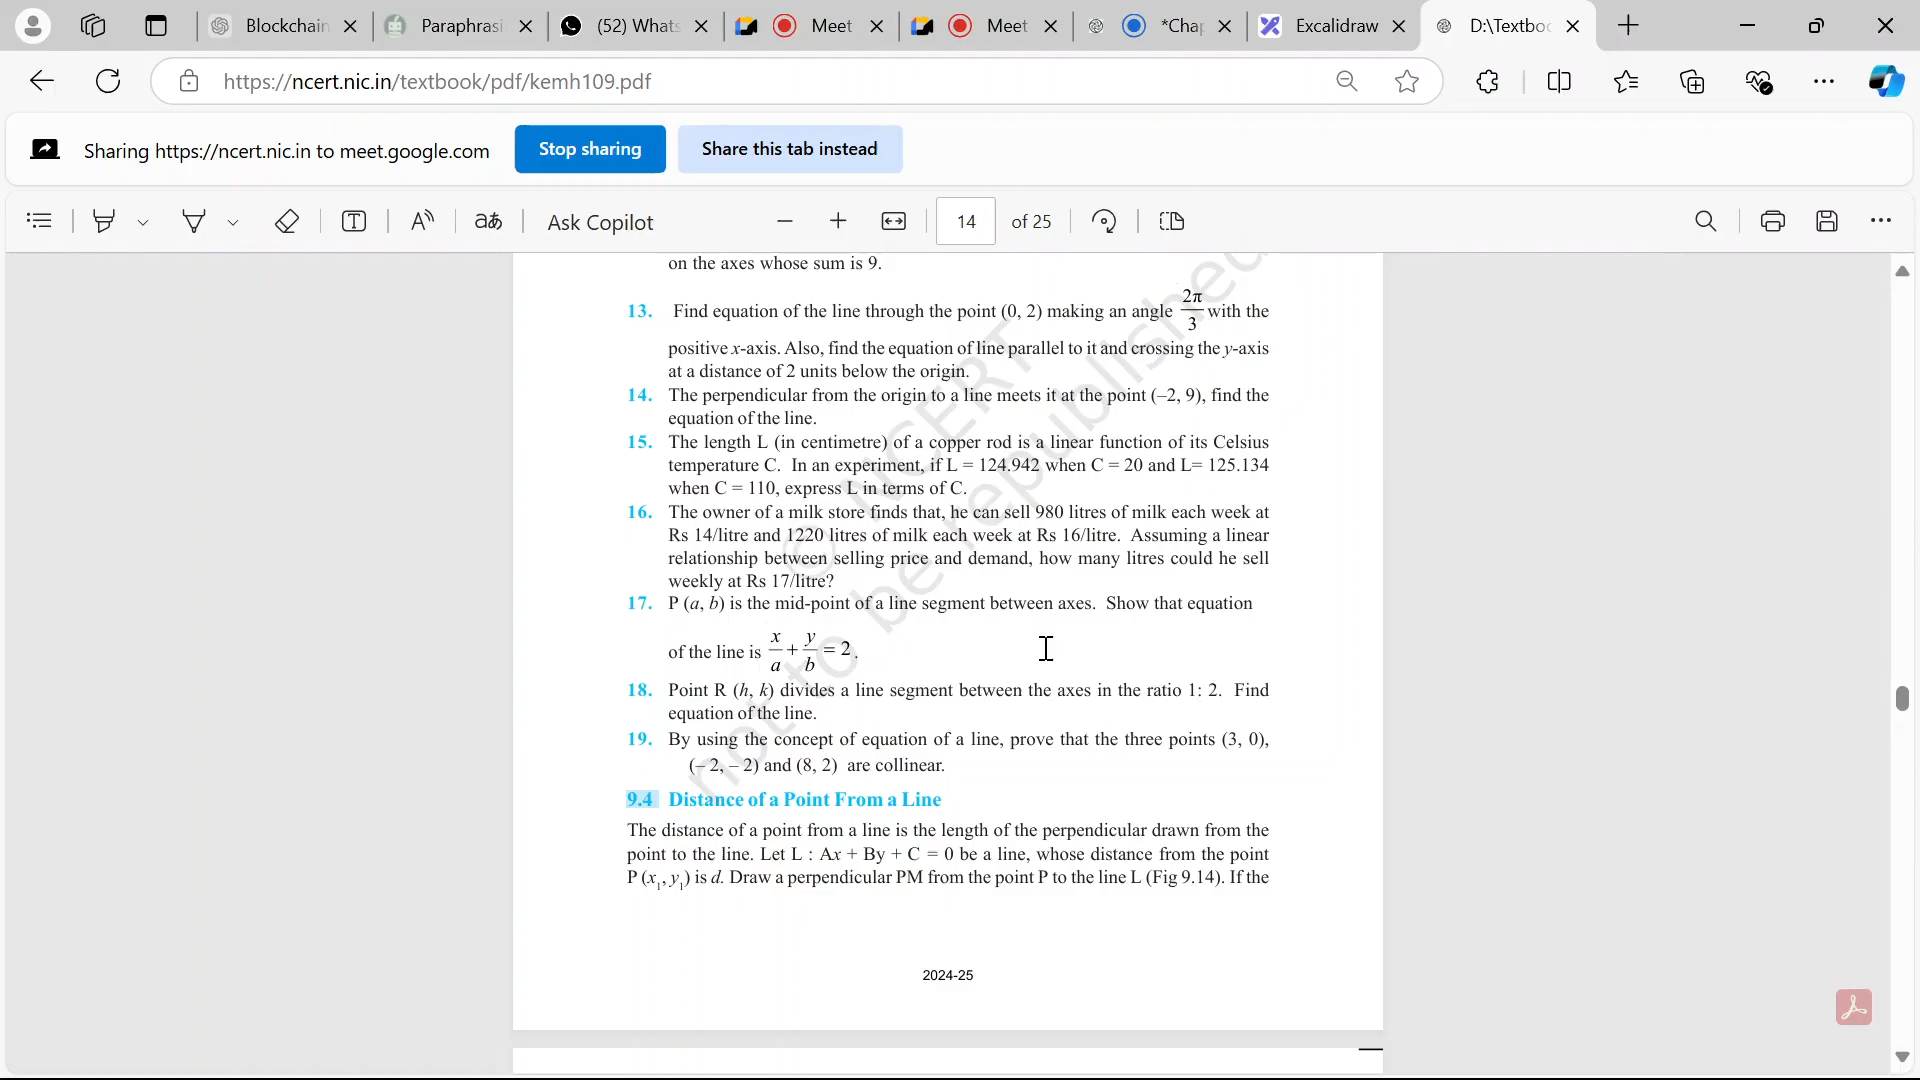 Blockchain
Paraphrasi
(52) Whats
Meet
Meet
*Chap
Excalidraw
D:\Textboo
https://ncert.nic.in/textbook/pdf/kemh109.pdf
Sharing https://ncert.nic.in to meet.google.com
Stop sharing
Share this tab instead
Ask Copilot
14 of 25
on the axes whose sum is 9.
13. Find equation of the line through the point (0, 2) making an angle 2π/3 with the
positive x-axis. Also, find the equation of line parallel to it and crossing the y-axis
at a distance of 2 units below the origin.
14. The perpendicular from the origin to a line meets it at the point (–2, 9), find the
equation of the line.
15. The length L (in centimetre) of a copper rod is a linear function of its Celsius
temperature C. In an experiment, if L = 124.942 when C = 20 and L= 125.134
when C = 110, express L in terms of C.
16. The owner of a milk store finds that, he can sell 980 litres of milk each week at
Rs 14/litre and 1220 litres of milk each week at Rs 16/litre. Assuming a linear
relationship between selling price and demand, how many litres could he sell
weekly at Rs 17/litre?
17. P (a, b) is the mid-point of a line segment between axes. Show that equation
of the line is x/a + y/b = 2.
18. Point R (h, k) divides a line segment between the axes in the ratio 1: 2. Find
equation of the line.
19. By using the concept of equation of a line, prove that the three points (3, 0),
(– 2, – 2) and (8, 2) are collinear.
9.4 Distance of a Point From a Line
The distance of a point from a line is the length of the perpendicular drawn from the
point to the line. Let L : Ax + By + C = 0 be a line, whose distance from the point
P (x₁, y₁) is d. Draw a perpendicular PM from the point P to the line L (Fig 9.14). If the
2024-25
© NCERT
not to be republished